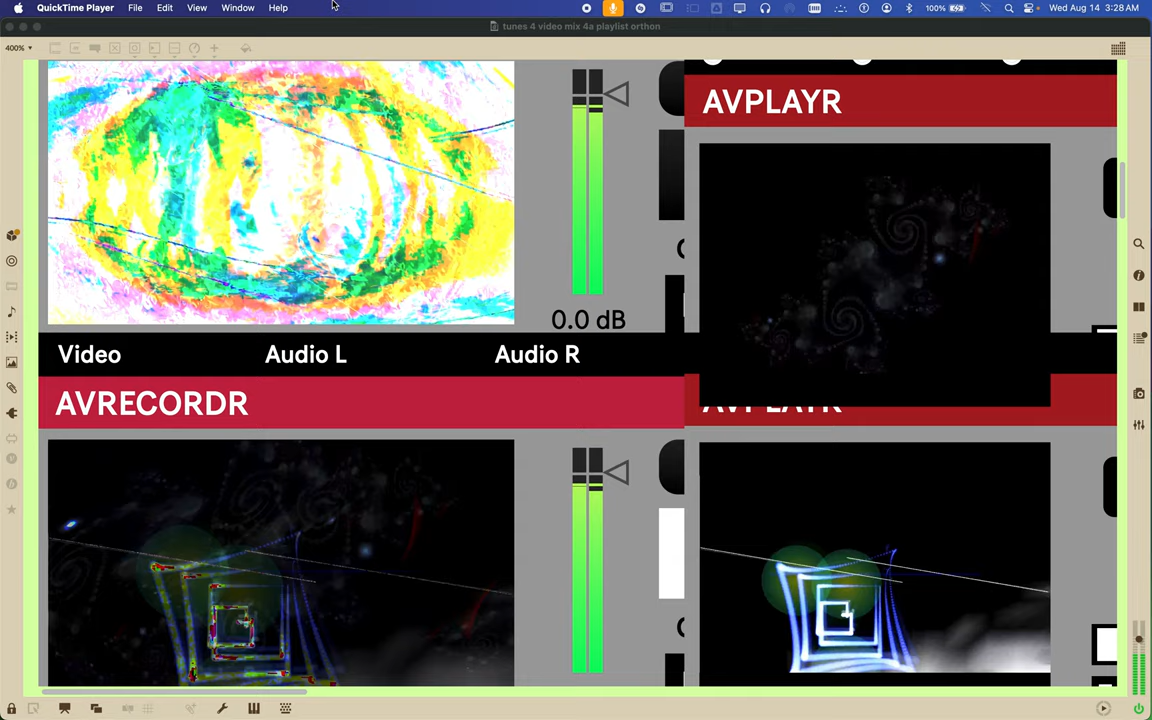 QuickTime Player File Edit View Window Help 100% Wed Aug 14 3:28 AM
tunes 4 video mix 4a playlist orthon
400%
AVPLAYR
0.0 dB
Video Audio L Audio R
AVRECORDR
AVPLAYR